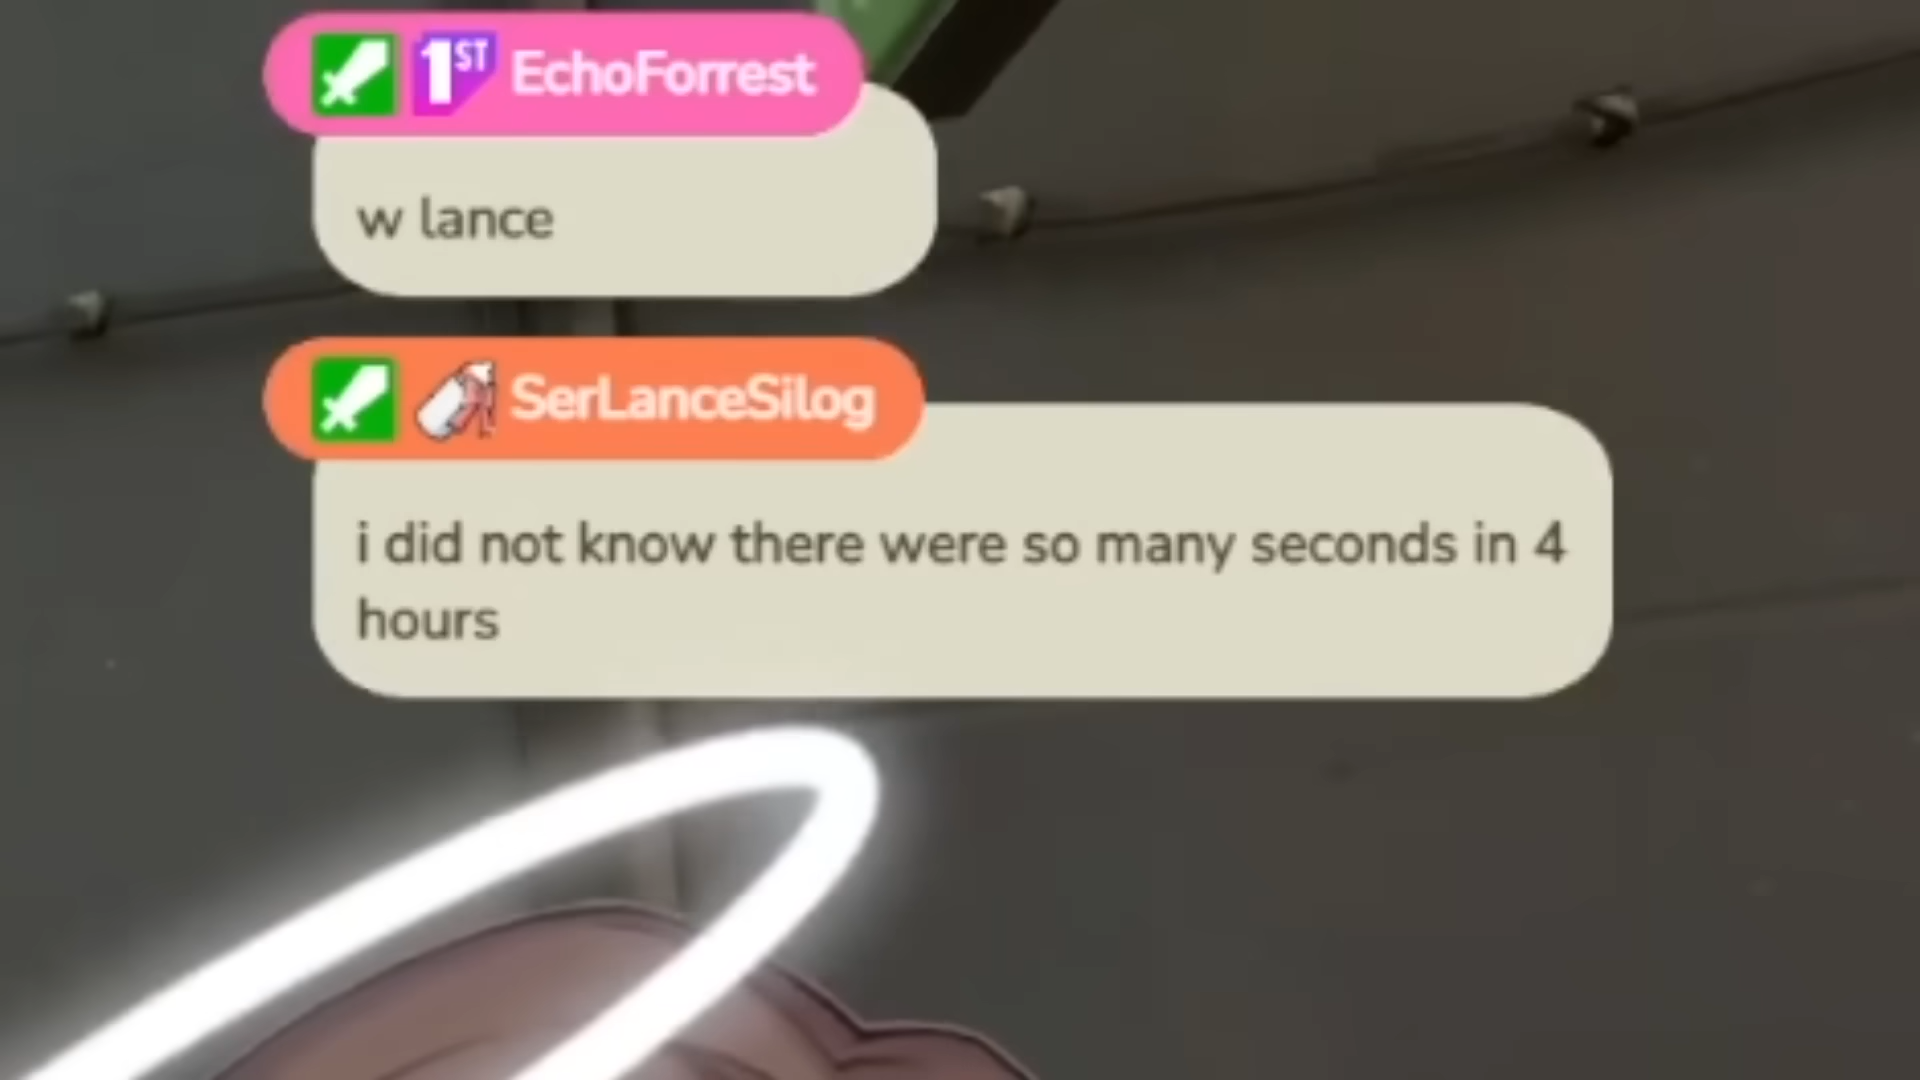 1ST EchoForrest
w lance
SerLanceSilog
i did not know there were so many seconds in 4
hours